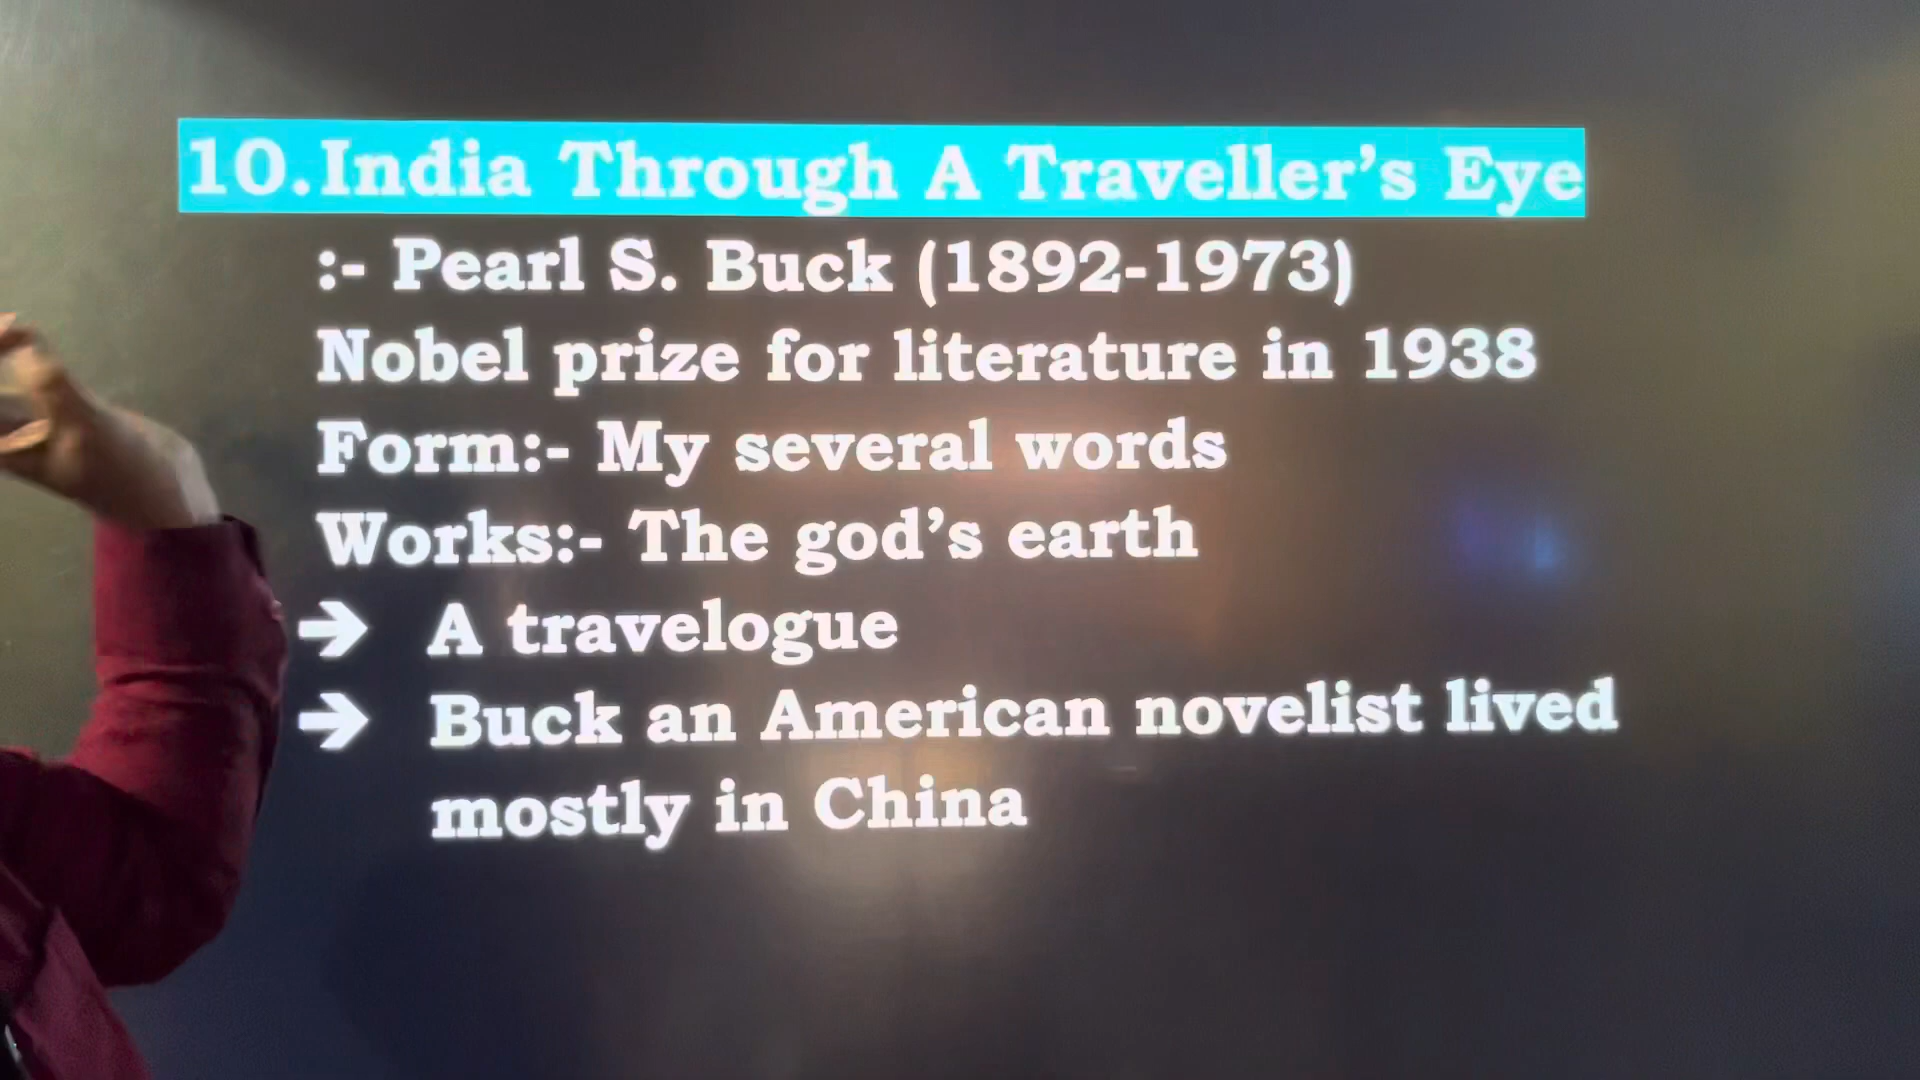 10.India Through A Traveller's Eye
:- Pearl S. Buck (1892-1973)
Nobel prize for literature in 1938
Form:- My several words
Works:- The god's earth
➔ A travelogue
➔ Buck an American novelist lived
mostly in China